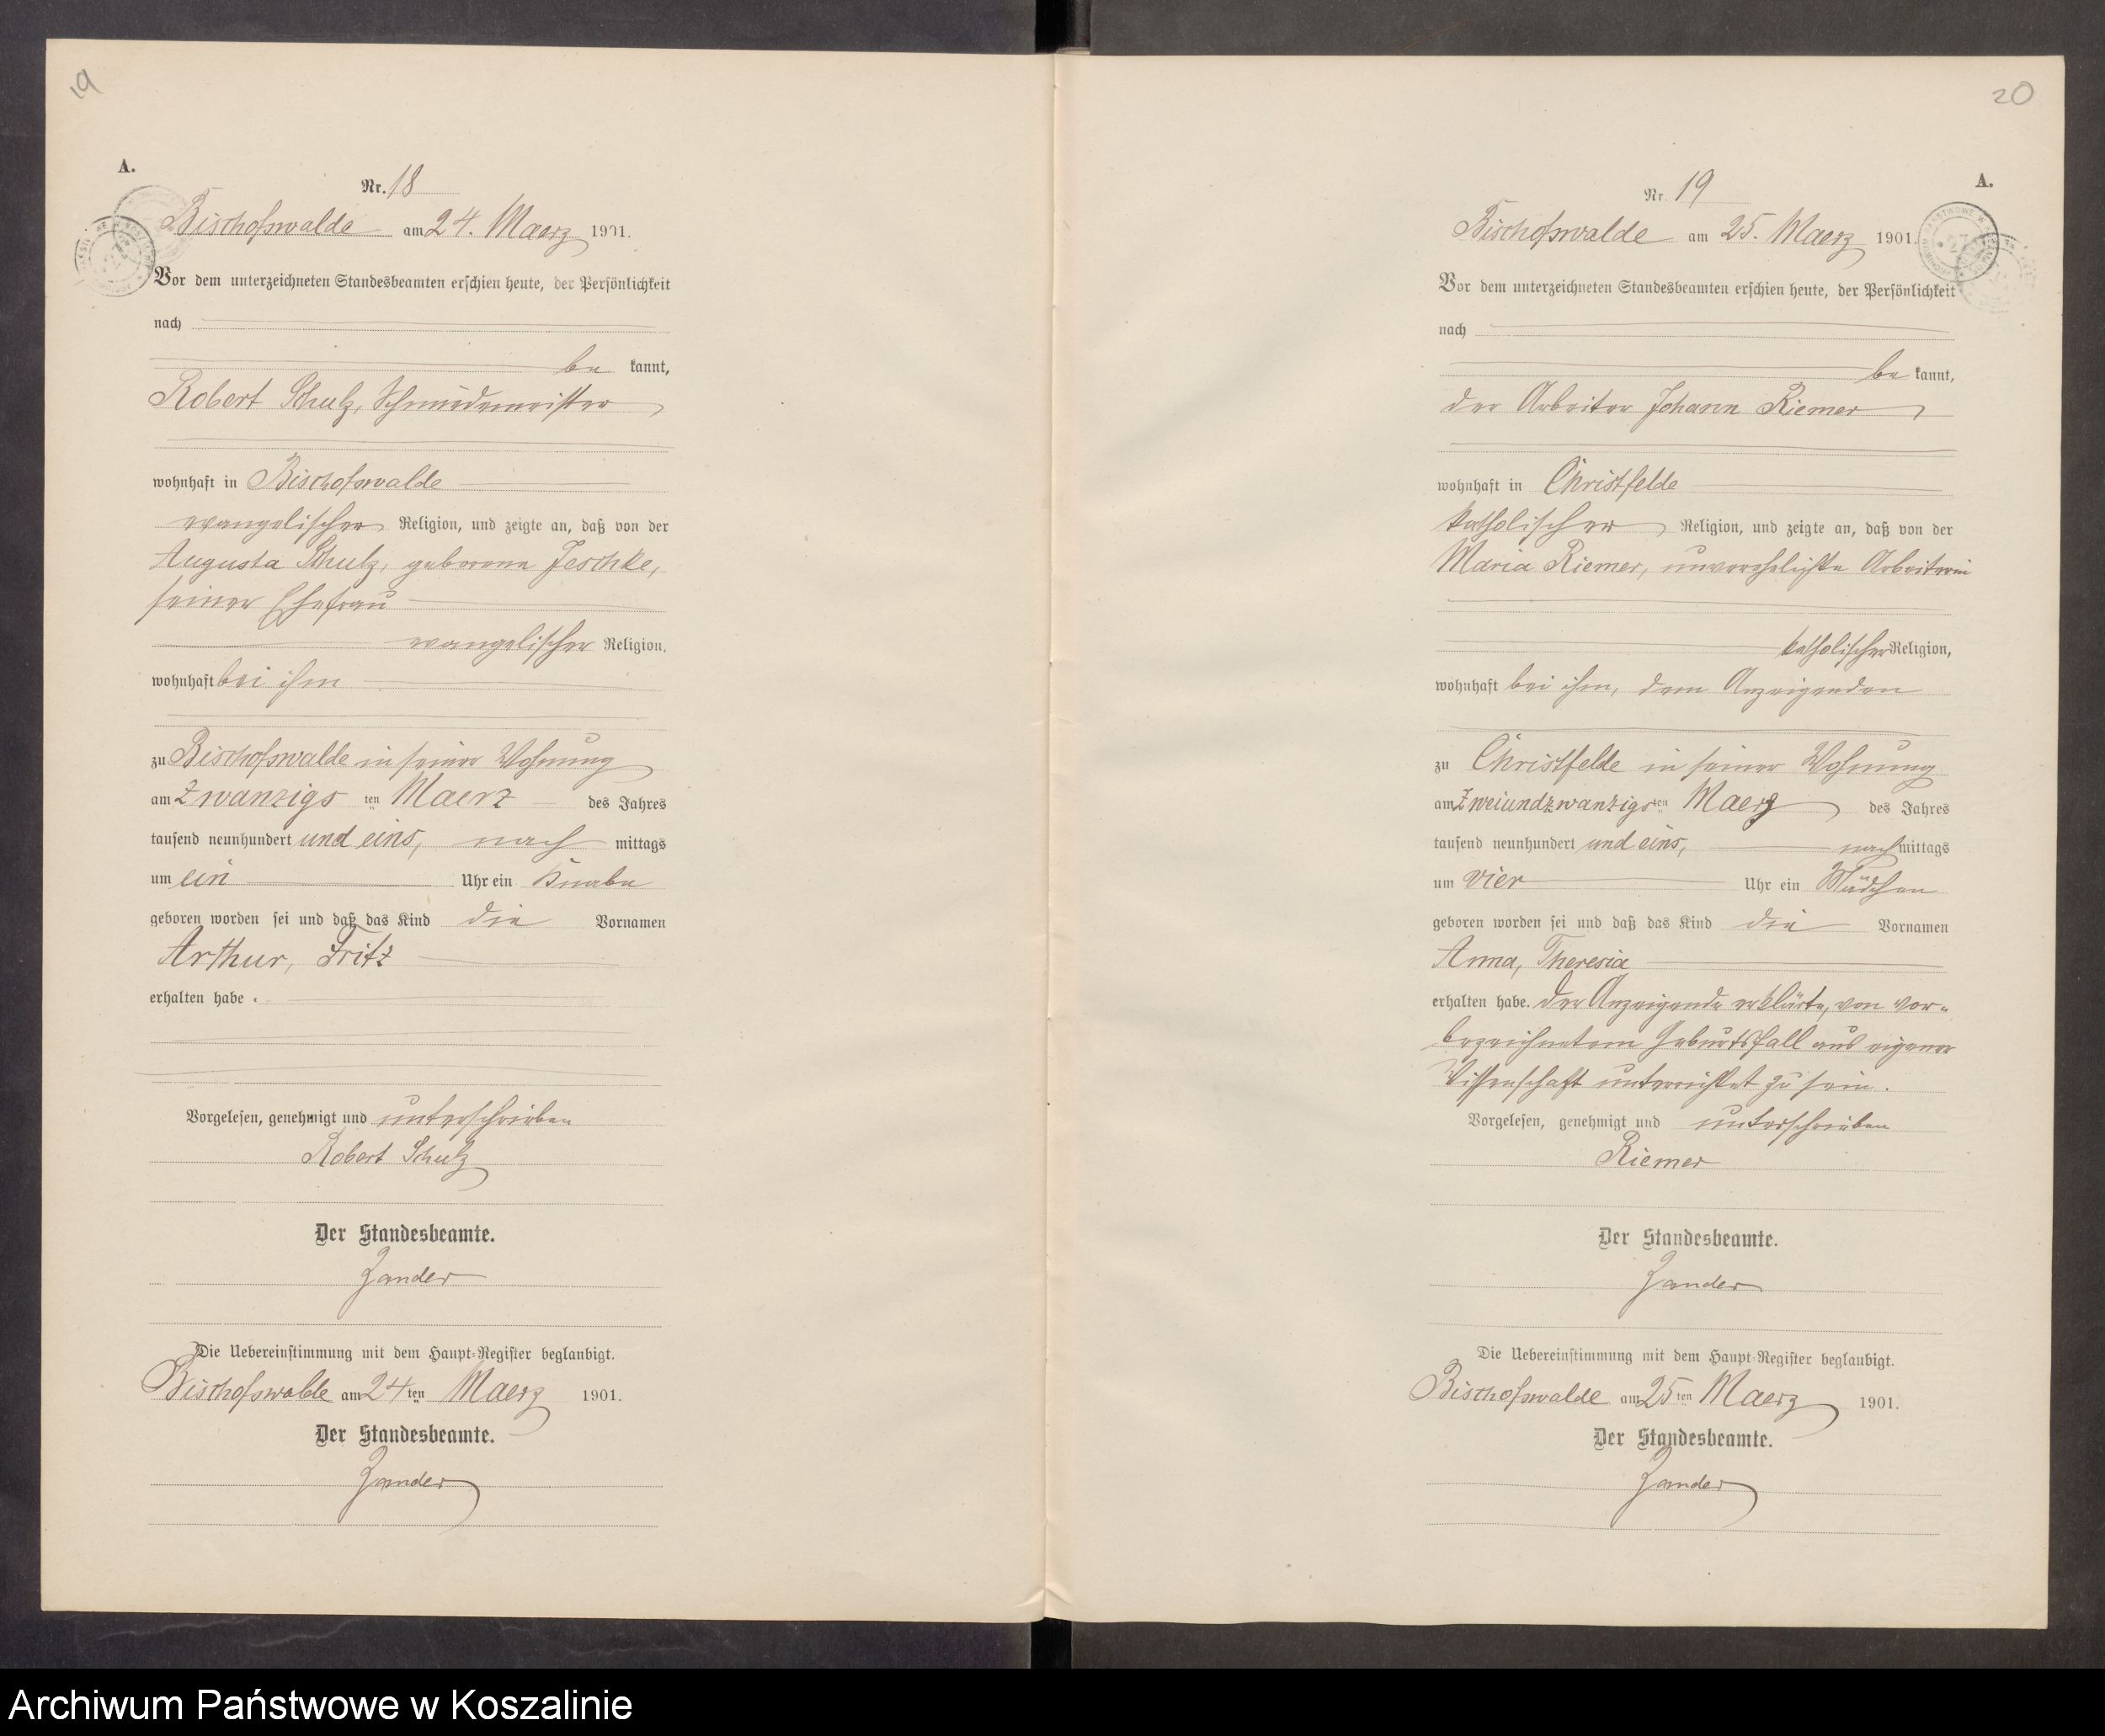 19
A.
Nr. 18
Bischofswalde am 24. Maerz 1901.
Vor dem unterzeichneten Standesbeamten erschien heute, der Persönlichkeit
nach
be kannt,
Robert Schulz, Schmiedemeister
wohnhaft in Bischofswalde
evangelischer Religion, und zeigte an, daß von der
Augusta Schulz, geborene Jeschke,
seiner Ehefrau
evangelischer Religion,
wohnhaft bei ihm
zu Bischofswalde in seiner Wohnung
am zwanzigs ten Maerz des Jahres
tausend neunhundert und eins, nach mittags
um ein Uhr ein Knabe
geboren worden sei und daß das Kind die Vornamen
Arthur, Fritz
erhalten habe.
Vorgelesen, genehmigt und unterschrieben
Robert Schulz
Der Standesbeamte.
Zander
Die Uebereinstimmung mit dem Haupt-Register beglaubigt.
Bischofswalde am 24ten Maerz 1901.
Der Standesbeamte.
Zander
20
A.
Nr. 19
Bischofswalde am 25. Maerz 1901.
Vor dem unterzeichneten Standesbeamten erschien heute, der Persönlichkeit
nach
be kannt,
der Arbeiter Johann Riemer
wohnhaft in Christfelde
katholischer Religion, und zeigte an, daß von der
Maria Riemer, unverehelichte Arbeiterin
katholischer Religion,
wohnhaft bei ihm, dem Anzeigenden
zu Christfelde in seiner Wohnung
am zweiundzwanzigsten Maerz des Jahres
tausend neunhundert und eins, nachmittags
um vier Uhr ein Mädchen
geboren worden sei und daß das Kind die Vornamen
Anna, Theresia
erhalten habe. Der Anzeigende erklärte, von vor-
bezeichnetem Geburtsfall aus eigener
Wissenschaft unterrichtet zu sein.
Vorgelesen, genehmigt und unterschrieben
Riemer
Der Standesbeamte.
Zander
Die Uebereinstimmung mit dem Haupt-Register beglaubigt.
Bischofswalde am 25ten Maerz 1901.
Der Standesbeamte.
Zander
Archiwum Państwowe w Koszalinie